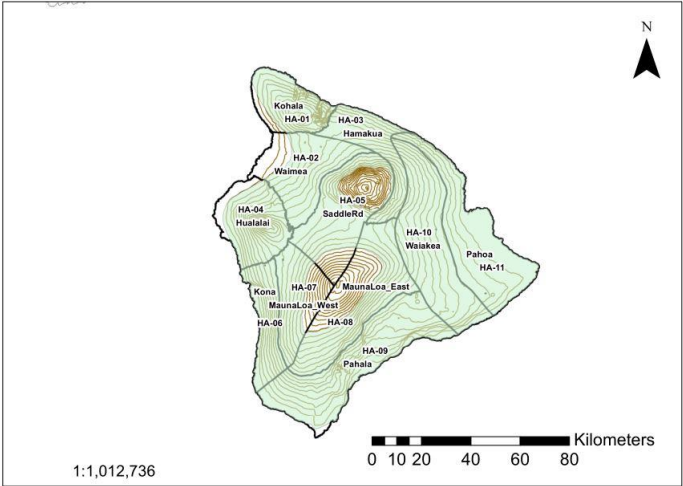 N
Kohala
HA-01
HA-03
Hamakua
HA-02
Waimea
HA-05
SaddleRd
HA-04
Hualalai
HA-10
Waiakea
Pahoa
HA-11
Kona
HA-07
MaunaLoa_East
MaunaLoa_West
HA-06
HA-08
HA-09
Pahala
Kilometers
0 10 20 40 60 80
1:1,012,736